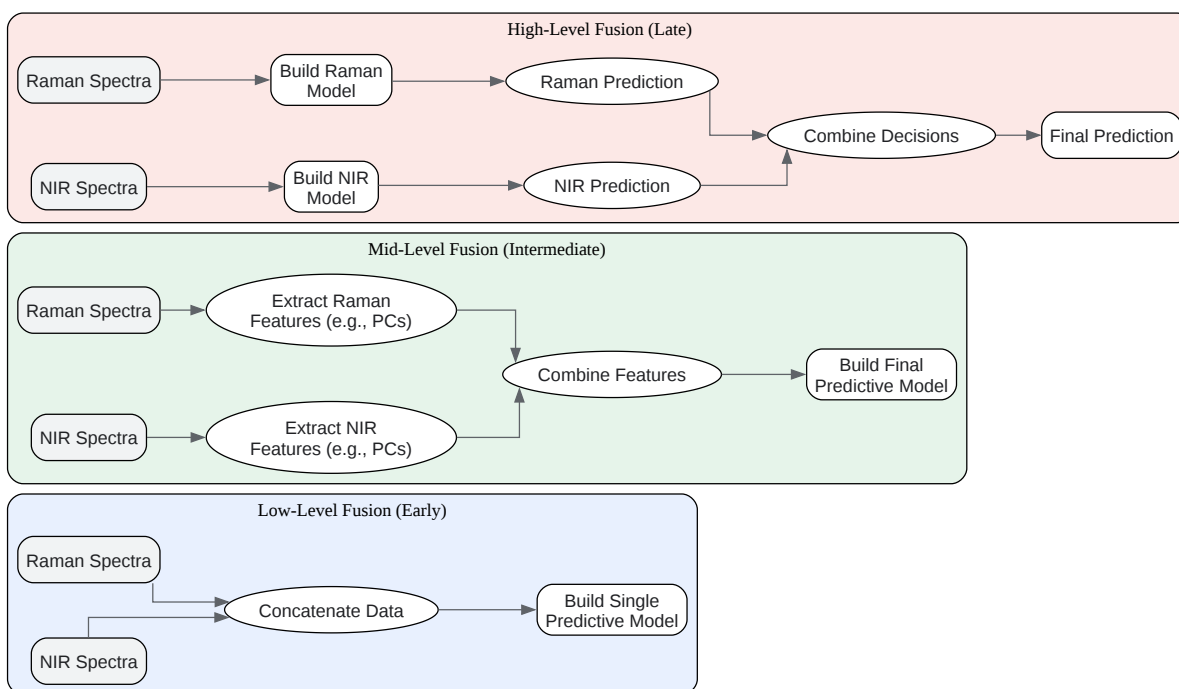 High-Level Fusion (Late)
Raman Spectra
Build Raman
Model
Raman Prediction
Combine Decisions
Final Prediction
NIR Spectra
Build NIR
Model
NIR Prediction
Mid-Level Fusion (Intermediate)
Raman Spectra
Extract Raman
Features (e.g., PCs)
Combine Features
Build Final
Predictive Model
NIR Spectra
Extract NIR
Features (e.g., PCs)
Low-Level Fusion (Early)
Raman Spectra
Concatenate Data
Build Single
Predictive Model
NIR Spectra